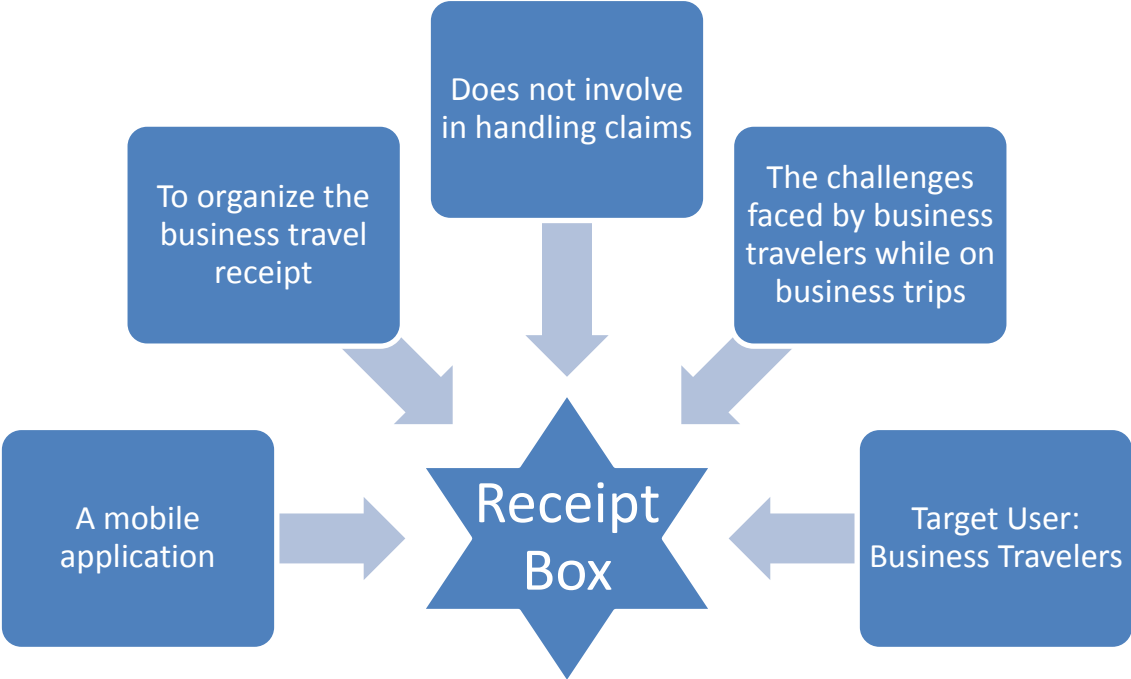 Does not involve
in handling claims
To organize the
business travel
receipt
The challenges
faced by business
travelers while on
business trips
A mobile
application
Receipt
Box
Target User:
Business Travelers